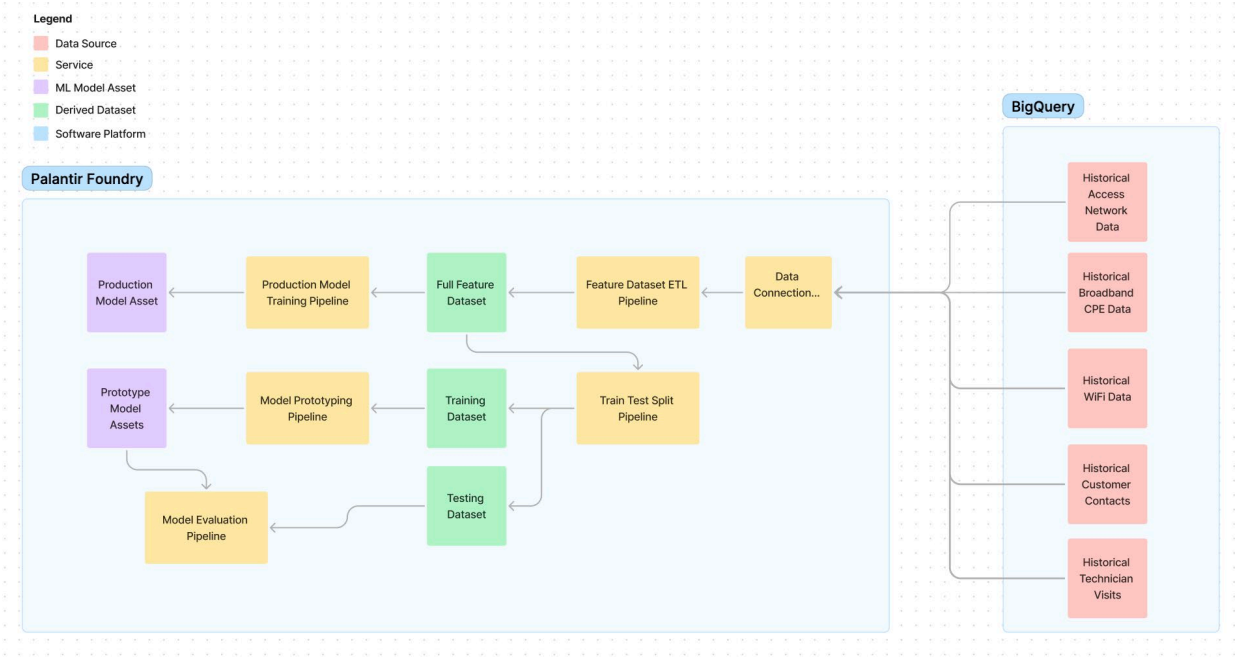 Legend
Data Source
Service
ML Model Asset
Derived Dataset
Software Platform
BigQuery
Palantir Foundry
Historical
Access
Network
Data
Production
Model Asset
Production Model
Training Pipeline
Full Feature
Dataset
Feature Dataset ETL
Pipeline
Data
Connection...
Historical
Broadband
CPE Data
Prototype
Model
Assets
Model Prototyping
Pipeline
Training
Dataset
Train Test Split
Pipeline
Historical
WiFi Data
Model Evaluation
Pipeline
Testing
Dataset
Historical
Customer
Contacts
Historical
Technician
Visits